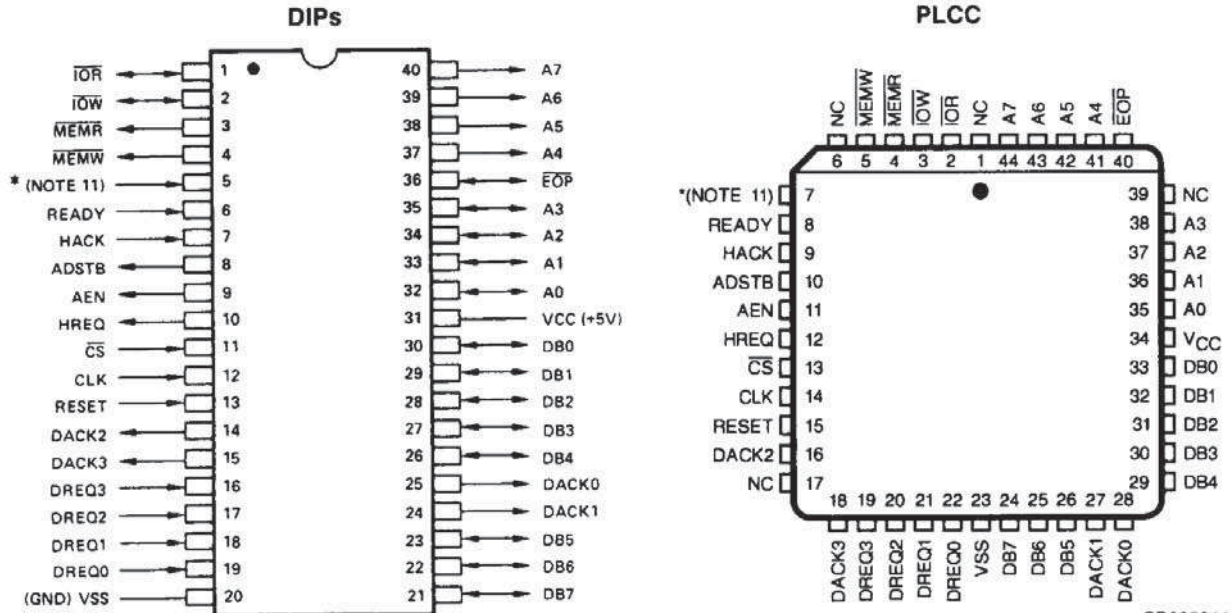 DIPs
IOR 1 40 A7
IOW 2 39 A6
MEMR 3 38 A5
MEMW 4 37 A4
* (NOTE 11) 5 36 EOP
READY 6 35 A3
HACK 7 34 A2
ADSTB 8 33 A1
AEN 9 32 A0
HREQ 10 31 VCC (+5V)
CS 11 30 DB0
CLK 12 29 DB1
RESET 13 28 DB2
DACK2 14 27 DB3
DACK3 15 26 DB4
DREQ3 16 25 DACK0
DREQ2 17 24 DACK1
DREQ1 18 23 DB5
DREQ0 19 22 DB6
(GND) VSS 20 21 DB7
PLCC
NC MEMW MEMR IOW IOR NC A7 A6 A5 A4 EOP
6 5 4 3 2 1 44 43 42 41 40
*(NOTE 11) 7 39 NC
READY 8 38 A3
HACK 9 37 A2
ADSTB 10 36 A1
AEN 11 35 A0
HREQ 12 34 VCC
CS 13 33 DB0
CLK 14 32 DB1
RESET 15 31 DB2
DACK2 16 30 DB3
NC 17 29 DB4
18 19 20 21 22 23 24 25 26 27 28
DACK3 DREQ3 DREQ2 DREQ1 DREQ0 VSS DB7 DB6 DB5 DACK1 DACK0